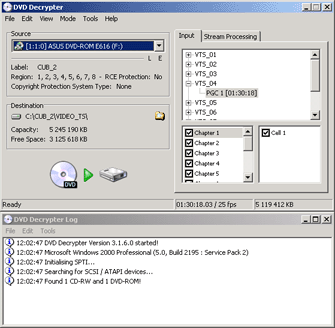 DVD Decrypter
File Edit View Mode Tools Help
Source
[1:1:0] ASUS DVD-ROM E616 (F:)
L E
Label: CUB_2
Region: 1, 2, 3, 4, 5, 6, 7, 8 - RCE Protection: No
Copyright Protection System Type: None
Destination
C:\CUB_2\VIDEO_TS\
Capacity: 5 245 190 KB
Free Space: 3 125 618 KB
DVD
Input Stream Processing
VTS_01
VTS_02
VTS_03
VTS_04
PGC 1 [01:30:18]
VTS_05
VTS_06
Chapter 1
Chapter 2
Chapter 3
Chapter 4
Chapter 5
Cell 1
Ready
01:30:18.03 / 25 fps
5 119 412 KB
DVD Decrypter Log
File Edit Tools
12:02:47 DVD Decrypter Version 3.1.6.0 started!
12:02:47 Microsoft Windows 2000 Professional (5.0, Build 2195 : Service Pack 2)
12:02:47 Initialising SPTI...
12:02:47 Searching for SCSI / ATAPI devices...
12:02:47 Found 1 CD-RW and 1 DVD-ROM!